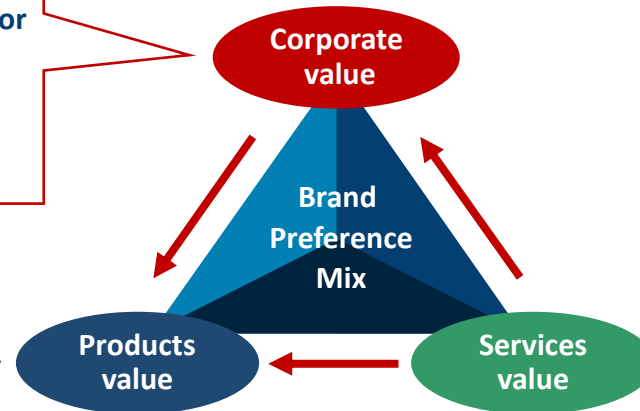 or
Corporate
value
Brand
Preference
Mix
Products
value
Services
value